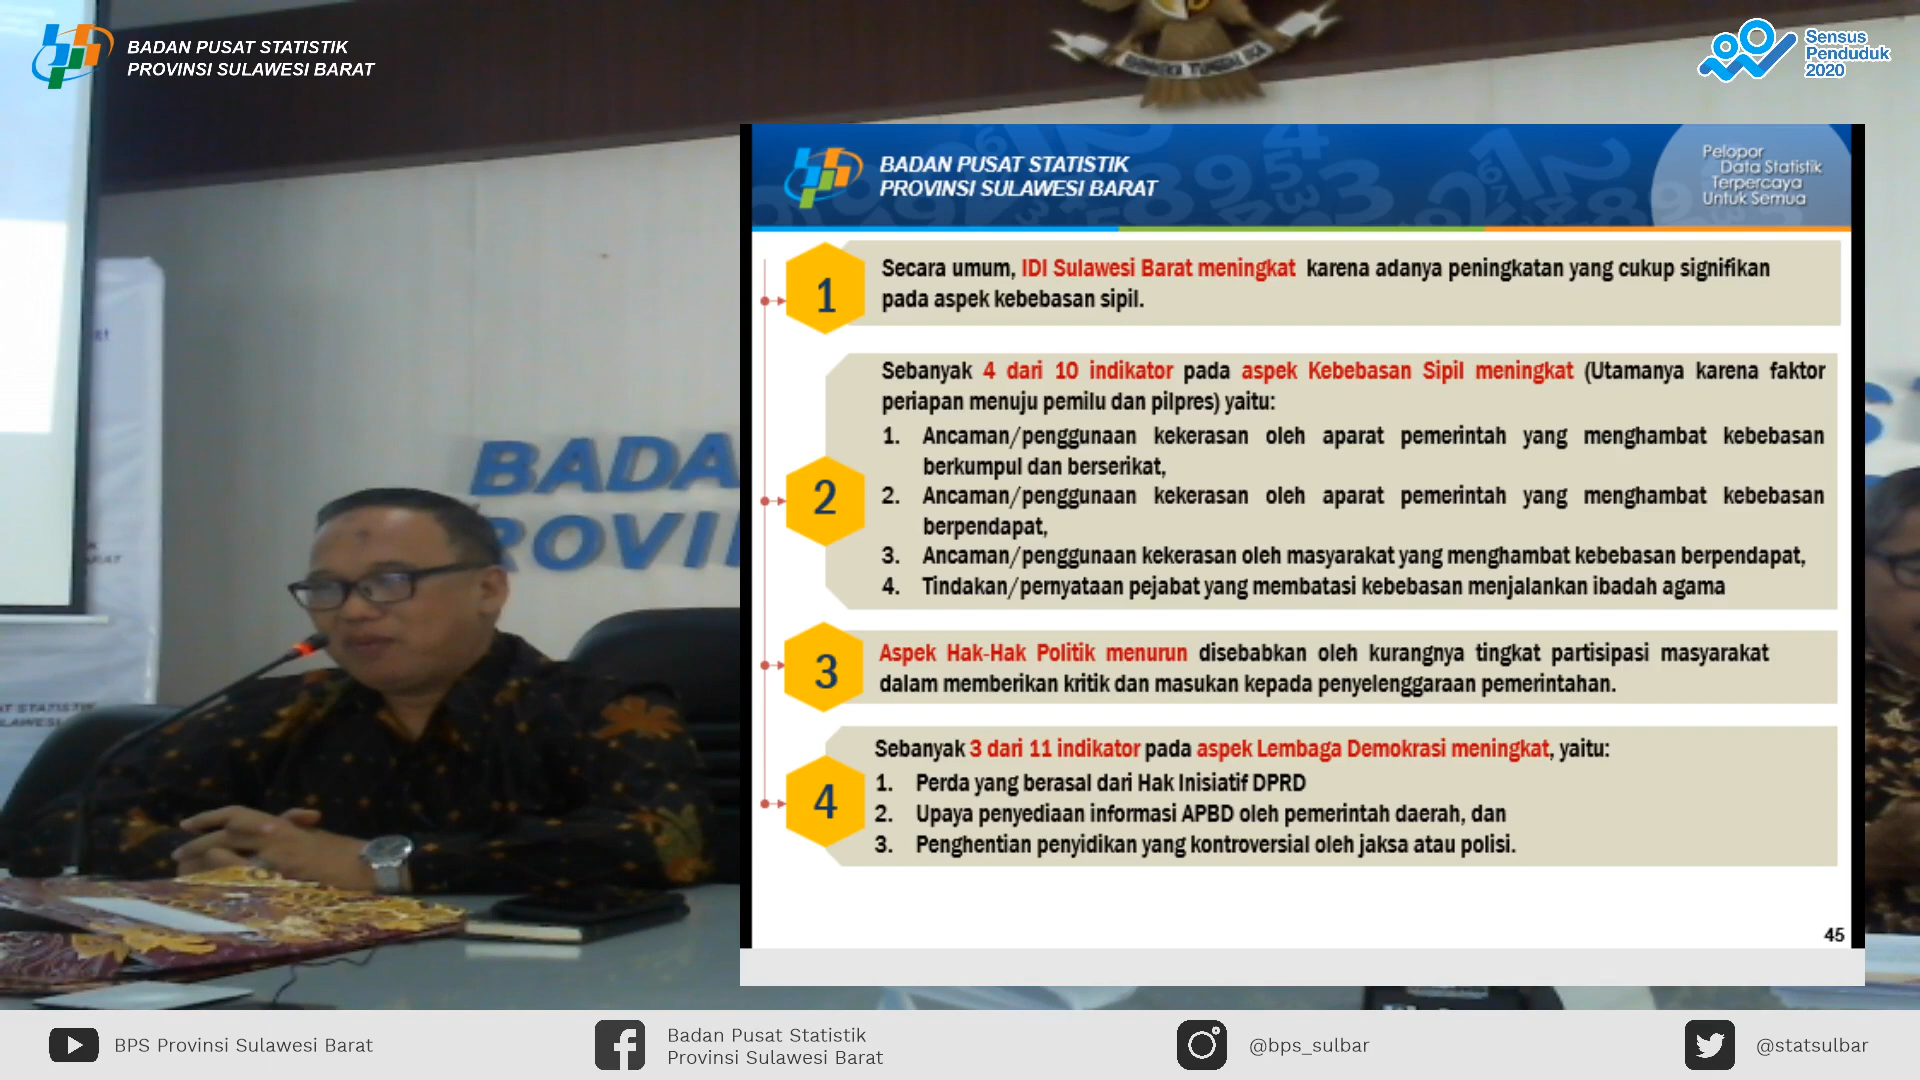 BADAN PUSAT STATISTIK
PROVINSI SULAWESI BARAT
Sensus
Penduduk
2020
BADA
ROVIN
BADAN PUSAT STATISTIK
PROVINSI SULAWESI BARAT
Pelopor
Data Statistik
Terpercaya
Untuk Semua
1
Secara umum, IDI Sulawesi Barat meningkat karena adanya peningkatan yang cukup signifikan
pada aspek kebebasan sipil.
2
Sebanyak 4 dari 10 indikator pada aspek Kebebasan Sipil meningkat (Utamanya karena faktor
periapan menuju pemilu dan pilpres) yaitu:
1. Ancaman/penggunaan kekerasan oleh aparat pemerintah yang menghambat kebebasan
berkumpul dan berserikat,
2. Ancaman/penggunaan kekerasan oleh aparat pemerintah yang menghambat kebebasan
berpendapat,
3. Ancaman/penggunaan kekerasan oleh masyarakat yang menghambat kebebasan berpendapat,
4. Tindakan/pernyataan pejabat yang membatasi kebebasan menjalankan ibadah agama
3
Aspek Hak-Hak Politik menurun disebabkan oleh kurangnya tingkat partisipasi masyarakat
dalam memberikan kritik dan masukan kepada penyelenggaraan pemerintahan.
4
Sebanyak 3 dari 11 indikator pada aspek Lembaga Demokrasi meningkat, yaitu:
1. Perda yang berasal dari Hak Inisiatif DPRD
2. Upaya penyediaan informasi APBD oleh pemerintah daerah, dan
3. Penghentian penyidikan yang kontroversial oleh jaksa atau polisi.
45
BPS Provinsi Sulawesi Barat
Badan Pusat Statistik
Provinsi Sulawesi Barat
@bps_sulbar
@statsulbar